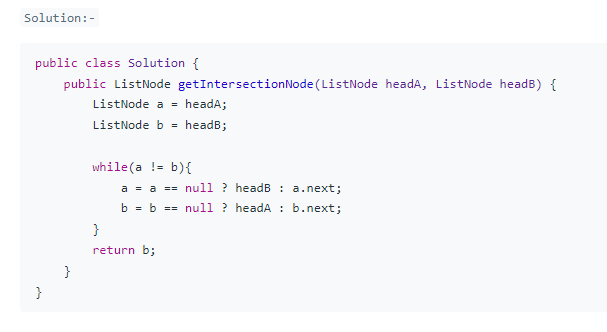 Solution:-
public class Solution {
    public ListNode getIntersectionNode(ListNode headA, ListNode headB) {
        ListNode a = headA;
        ListNode b = headB;
        while(a != b){
            a = a == null ? headB : a.next;
            b = b == null ? headA : b.next;
        }
        return b;
    }
}